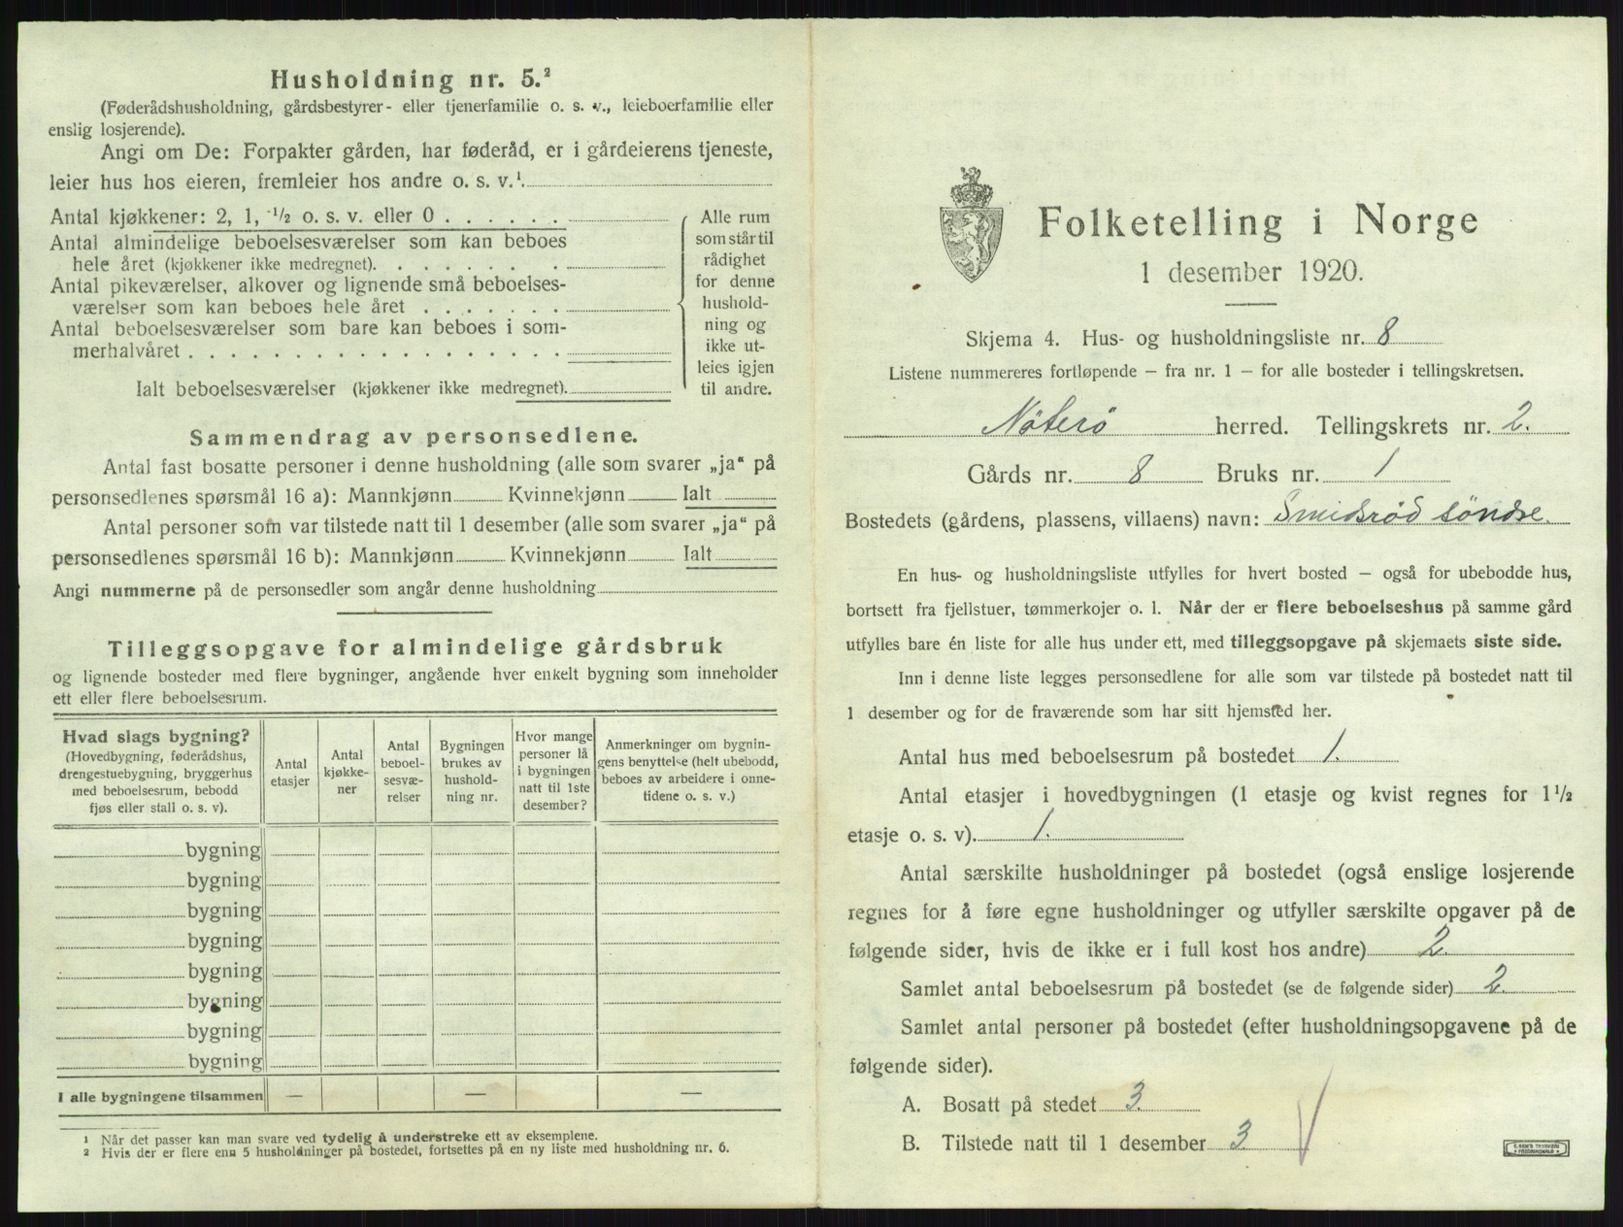 Husholdning nr. 5.²
(Føderådshusholdning, gårdsbestyrer- eller tjenerfamilie o. s. v., leieboerfamilie eller
enslig losjerende).
Angi om De: Forpakter gården, har føderåd, er i gårdeierens tjeneste,
leier hus hos eieren, fremleier hos andre o. s. v.¹.
Antal kjøkkener: 2, 1, ½ o. s. v. eller 0 . . . . . .
Antal almindelige beboelsesværelser som kan beboes
hele året (kjøkkener ikke medregnet). . . . . . . .
Antal pikeværelser, alkover og lignende små beboelses-
værelser som kan beboes hele året . . . . . . .
Antal beboelsesværelser som bare kan beboes i som-
merhalvåret . . . . . . . . . . . . . . . . . .
Ialt beboelsesværelser (kjøkkener ikke medregnet).
Alle rum
som står til
rådighet
for denne
hushold-
ning og
ikke ut-
leies igjen
til andre.
Sammendrag av personsedlene.
Antal fast bosatte personer i denne husholdning (alle som svarer „ja“ på
personsedlenes spørsmål 16 a): Mannkjønn Kvinnekjønn Ialt
Antal personer som var tilstede natt til 1 desember (alle som svarer „ja“ på
personsedlenes spørsmål 16 b): Mannkjønn Kvinnekjønn Ialt
Angi nummerne på de personsedler som angår denne husholdning
Tilleggsopgave for almindelige gårdsbruk
og lignende bosteder med flere bygninger, angående hver enkelt bygning som inneholder
ett eller flere beboelsesrum.
Hvad slags bygning?
(Hovedbygning, føderådshus,
drengestuebygning, bryggerhus
med beboelsesrum, bebodd
fjøs eller stall o. s. v).
Antal
etasjer
Antal
kjøkke-
ner
Antal
beboel-
sesvæ-
relser
Bygningen
brukes av
hushold-
ning nr.
Hvor mange
personer lå
i bygningen
natt til 1ste
desember?
Anmerkninger om bygnin-
gens benyttelse (helt ubebodd,
beboes av arbeidere i onne-
tidene o. s. v.)
bygning
bygning
bygning
bygning
bygning
bygning
bygning
bygning
I alle bygningene tilsammen — — —
¹ Når det passer kan man svare ved tydelig å understreke ett av eksemplene.
² Hvis der er flere enn 5 husholdninger på bostedet, fortsettes på en ny liste med husholdning nr. 6.
Folketelling i Norge
1 desember 1920.
Skjema 4. Hus- og husholdningsliste nr. 8
Listene nummereres fortløpende — fra nr. 1 — for alle bosteder i tellingskretsen.
Nöterö herred. Tellingskrets nr. 2.
Gårds nr. 8 Bruks nr. 1
Bostedets (gårdens, plassens, villaens) navn: Smidsröd söndre.
En hus- og husholdningsliste utfylles for hvert bosted — også for ubebodde hus,
bortsett fra fjellstuer, tømmerkojer o. l. Når der er flere beboelseshus på samme gård
utfylles bare én liste for alle hus under ett, med tilleggsopgave på skjemaets siste side.
Inn i denne liste legges personsedlene for alle som var tilstede på bostedet natt til
1 desember og for de fraværende som har sitt hjemsted her.
Antal hus med beboelsesrum på bostedet 1.
Antal etasjer i hovedbygningen (1 etasje og kvist regnes for 1½
etasje o. s. v). 1.
Antal særskilte husholdninger på bostedet (også enslige losjerende
regnes for å føre egne husholdninger og utfyller særskilte opgaver på de
følgende sider, hvis de ikke er i full kost hos andre) 2.
Samlet antal beboelsesrum på bostedet (se de følgende sider) 2.
Samlet antal personer på bostedet (efter husholdningsopgavene på de
følgende sider).
A. Bosatt på stedet 3.
B. Tilstede natt til 1 desember 3.